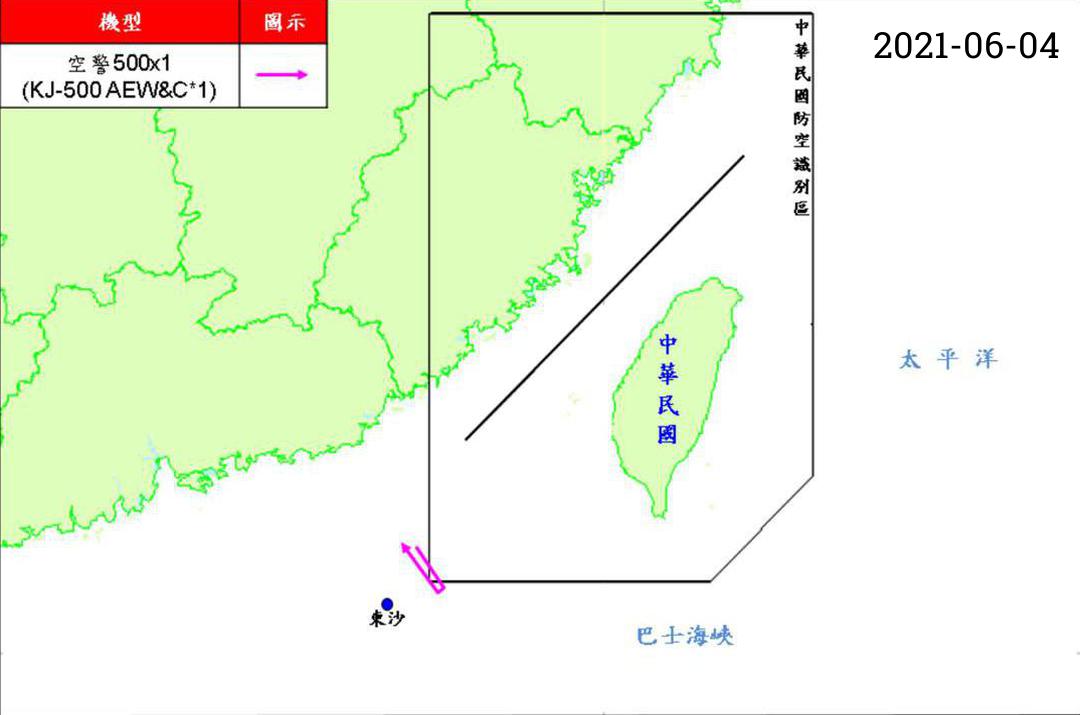 機型 圖示
空警500x1
(KJ-500 AEW&C*1)
2021-06-04
中華民國防空識別區
中華民國
太平洋
東沙
巴士海峽